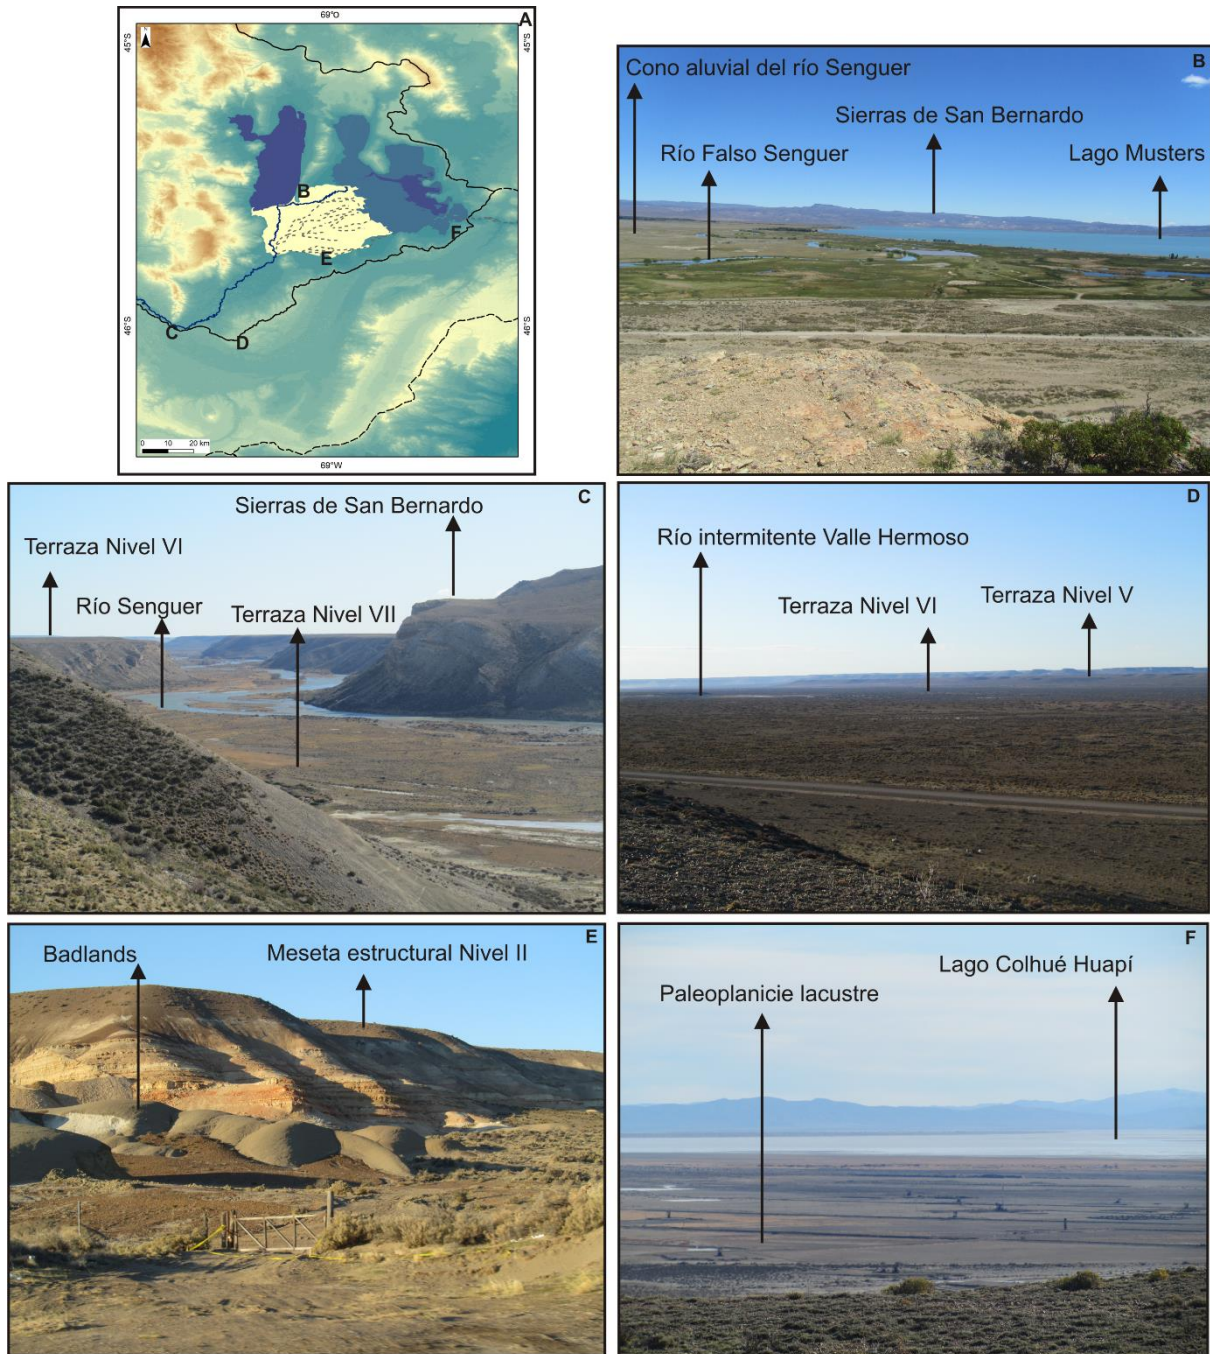 69°O
A
45°S
45°S
B
F
E
46°S
46°S
C
D
0 10 20 km
69°W
B
Cono aluvial del río Senguer
Sierras de San Bernardo
Río Falso Senguer
Lago Musters
C
Sierras de San Bernardo
Terraza Nivel VI
Río Senguer
Terraza Nivel VII
D
Río intermitente Valle Hermoso
Terraza Nivel V
Terraza Nivel VI
E
Badlands
Meseta estructural Nivel II
F
Lago Colhué Huapí
Paleoplanicie lacustre